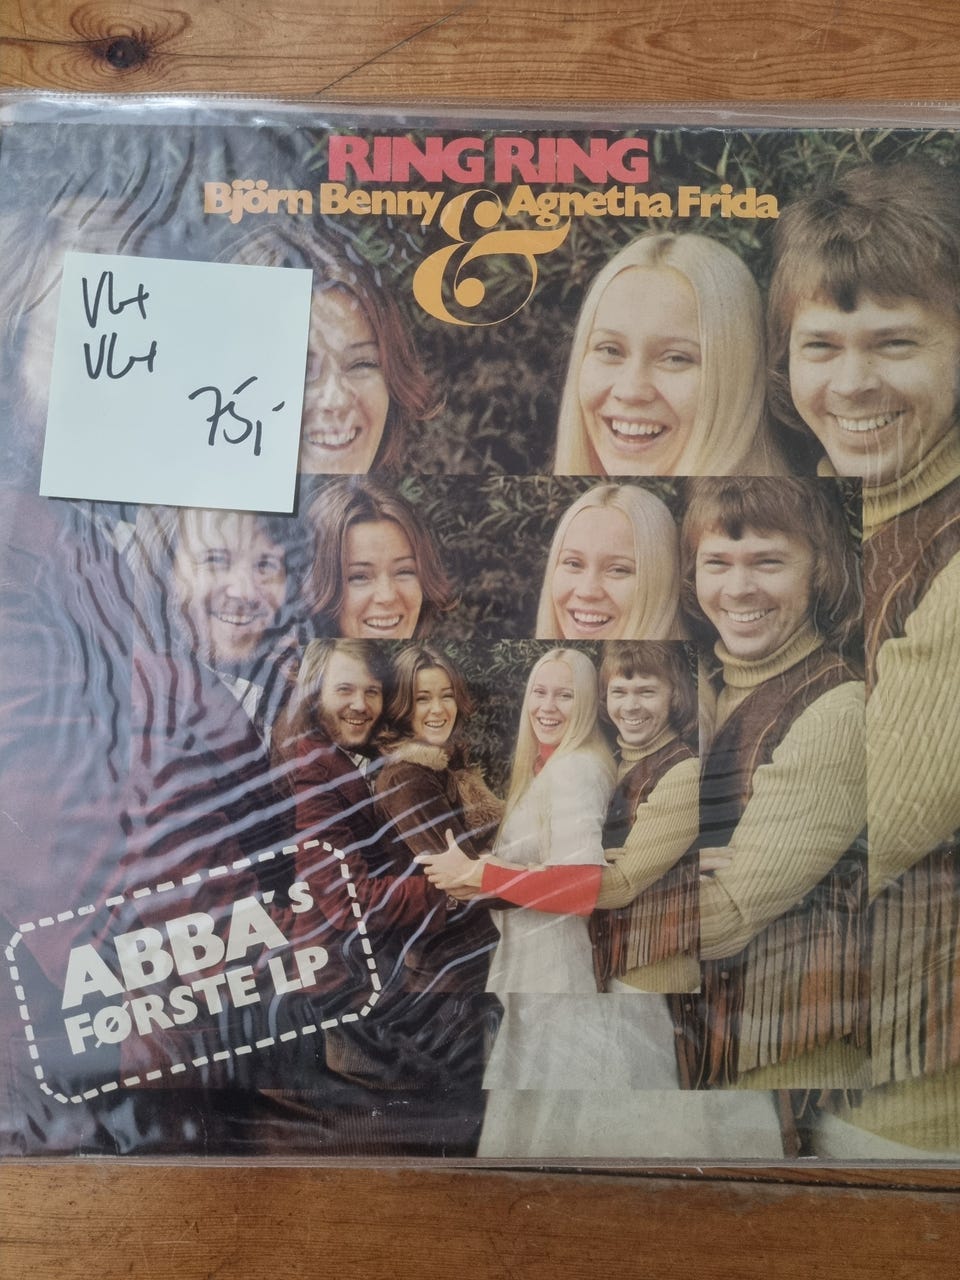 RING RING
Björn Benny & Agnetha Frida
VG+
VG+
75,-
ABBA's
FØRSTE LP